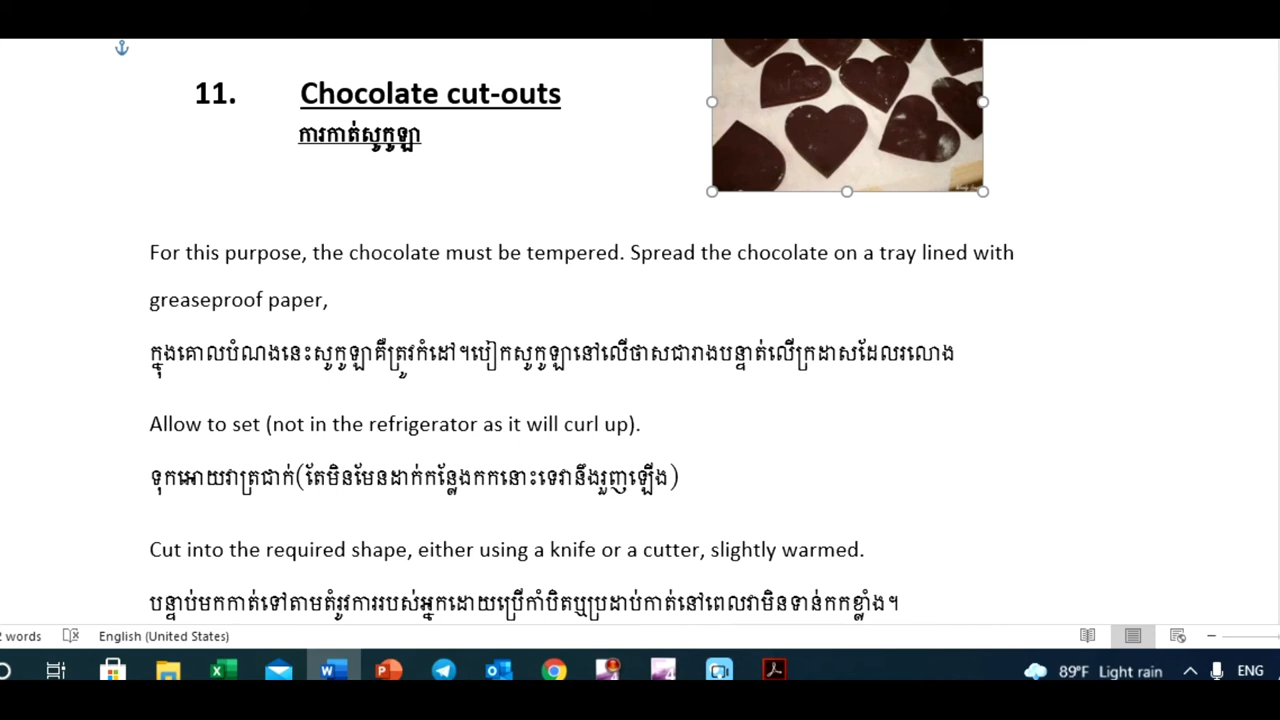 11. Chocolate cut-outs
ការកាត់សូកូឡា
For this purpose, the chocolate must be tempered. Spread the chocolate on a tray lined with
greaseproof paper,
ក្នុងគោលបំណងនេះសូកូឡាគឺត្រូវកំដៅ។បៀកសូកូឡានៅលើថាសជារាងបន្ទាត់លើក្រដាសដែលរលោង
Allow to set (not in the refrigerator as it will curl up).
ទុកអោយវាត្រជាក់(តែមិនមែនដាក់កន្លែងកកនោះទេវានឹងរួញឡើង)
Cut into the required shape, either using a knife or a cutter, slightly warmed.
បន្ទាប់មកកាត់ទៅតាមតំរូវការរបស់អ្នកដោយប្រើកាំបិតឬប្រដាប់កាត់នៅពេលវាមិនទាន់កកខ្លាំង។
words English (United States)
89°F Light rain ENG